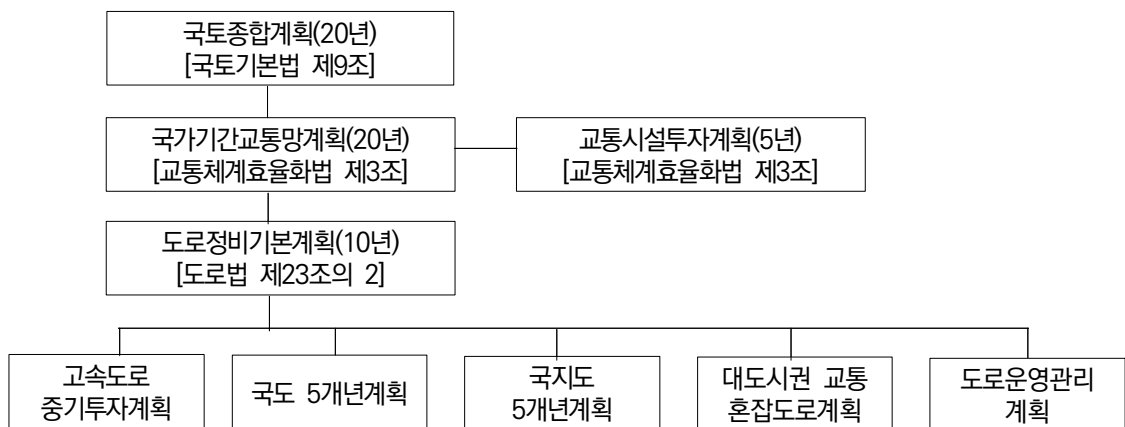 국토종합계획(20년)
[국토기본법 제9조]
국가기간교통망계획(20년)
[교통체계효율화법 제3조]
교통시설투자계획(5년)
[교통체계효율화법 제3조]
도로정비기본계획(10년)
[도로법 제23조의 2]
고속도로
중기투자계획
국도 5개년계획
국지도
5개년계획
대도시권 교통
혼잡도로계획
도로운영관리
계획